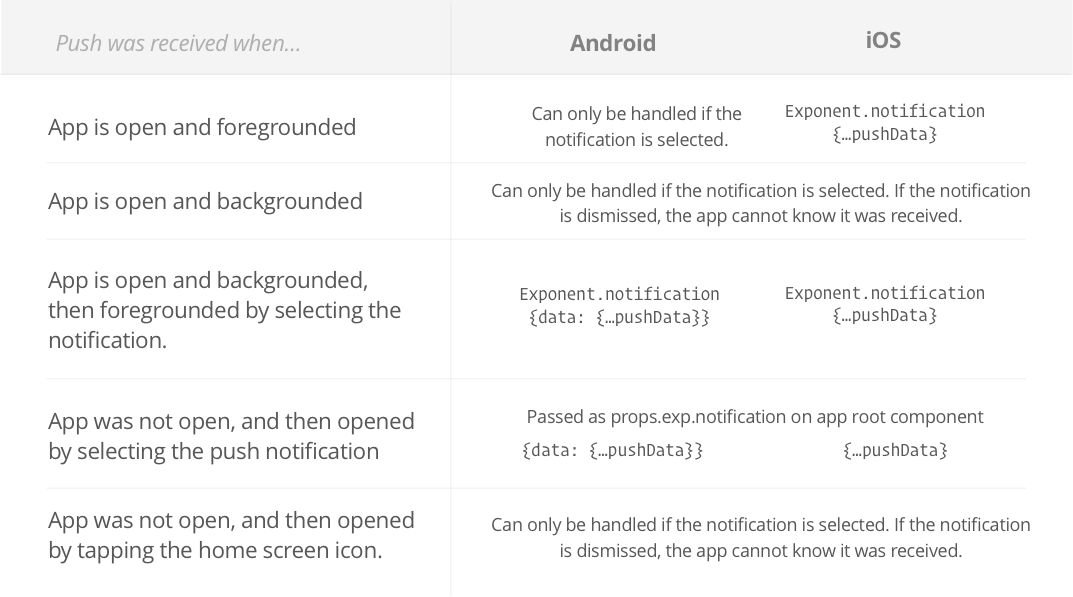 Push was received when...
Android
iOS
App is open and foregrounded
Can only be handled if the
notification is selected.
Exponent.notification
{…pushData}
App is open and backgrounded
Can only be handled if the notification is selected. If the notification
is dismissed, the app cannot know it was received.
App is open and backgrounded,
then foregrounded by selecting the
notification.
Exponent.notification
{data: {…pushData}}
Exponent.notification
{…pushData}
App was not open, and then opened
by selecting the push notification
Passed as props.exp.notification on app root component
{data: {…pushData}}
{…pushData}
App was not open, and then opened
by tapping the home screen icon.
Can only be handled if the notification is selected. If the notification
is dismissed, the app cannot know it was received.